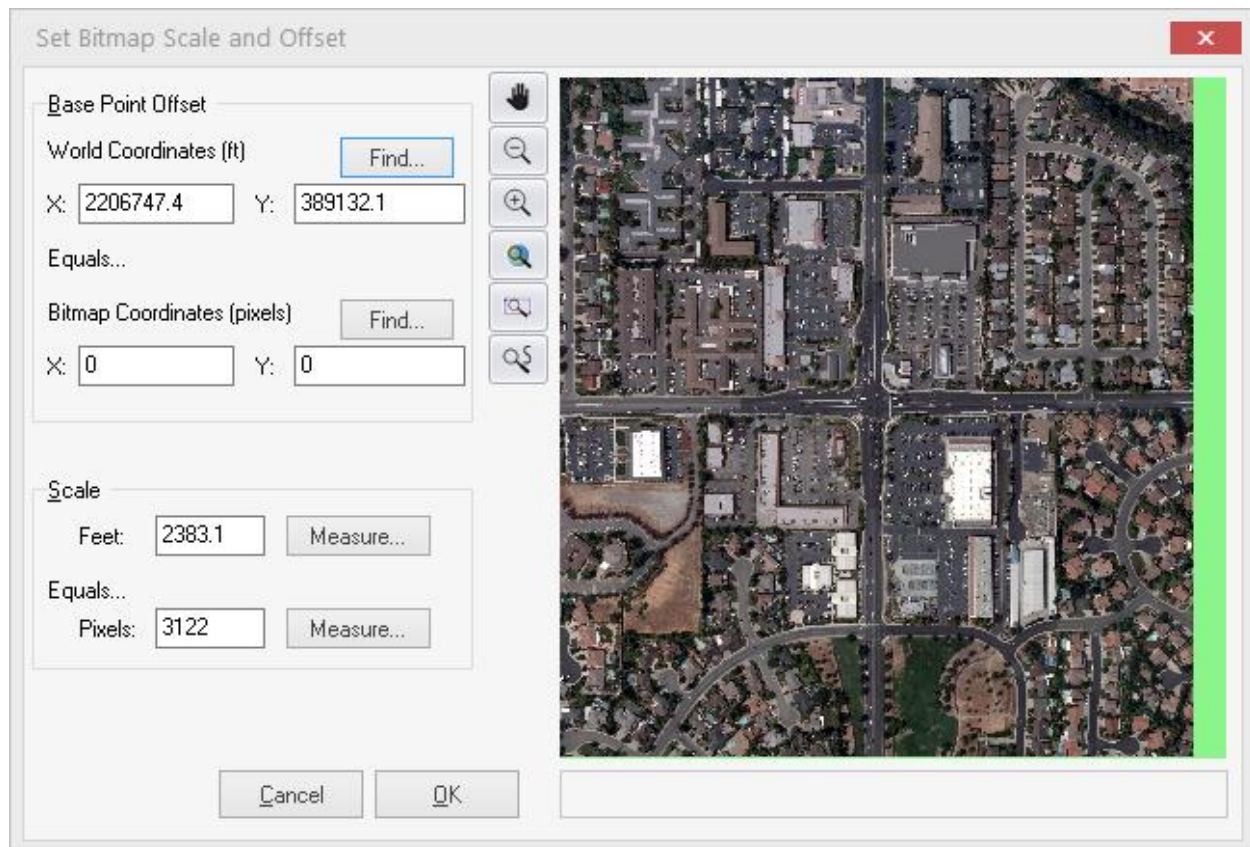 Set Bitmap Scale and Offset
Base Point Offset
World Coordinates (ft)
Find...
X: 2206747.4 Y: 389132.1
Equals...
Bitmap Coordinates (pixels)
Find...
X: 0 Y: 0
Scale
Feet: 2383.1 Measure...
Equals...
Pixels: 3122 Measure...
Cancel OK